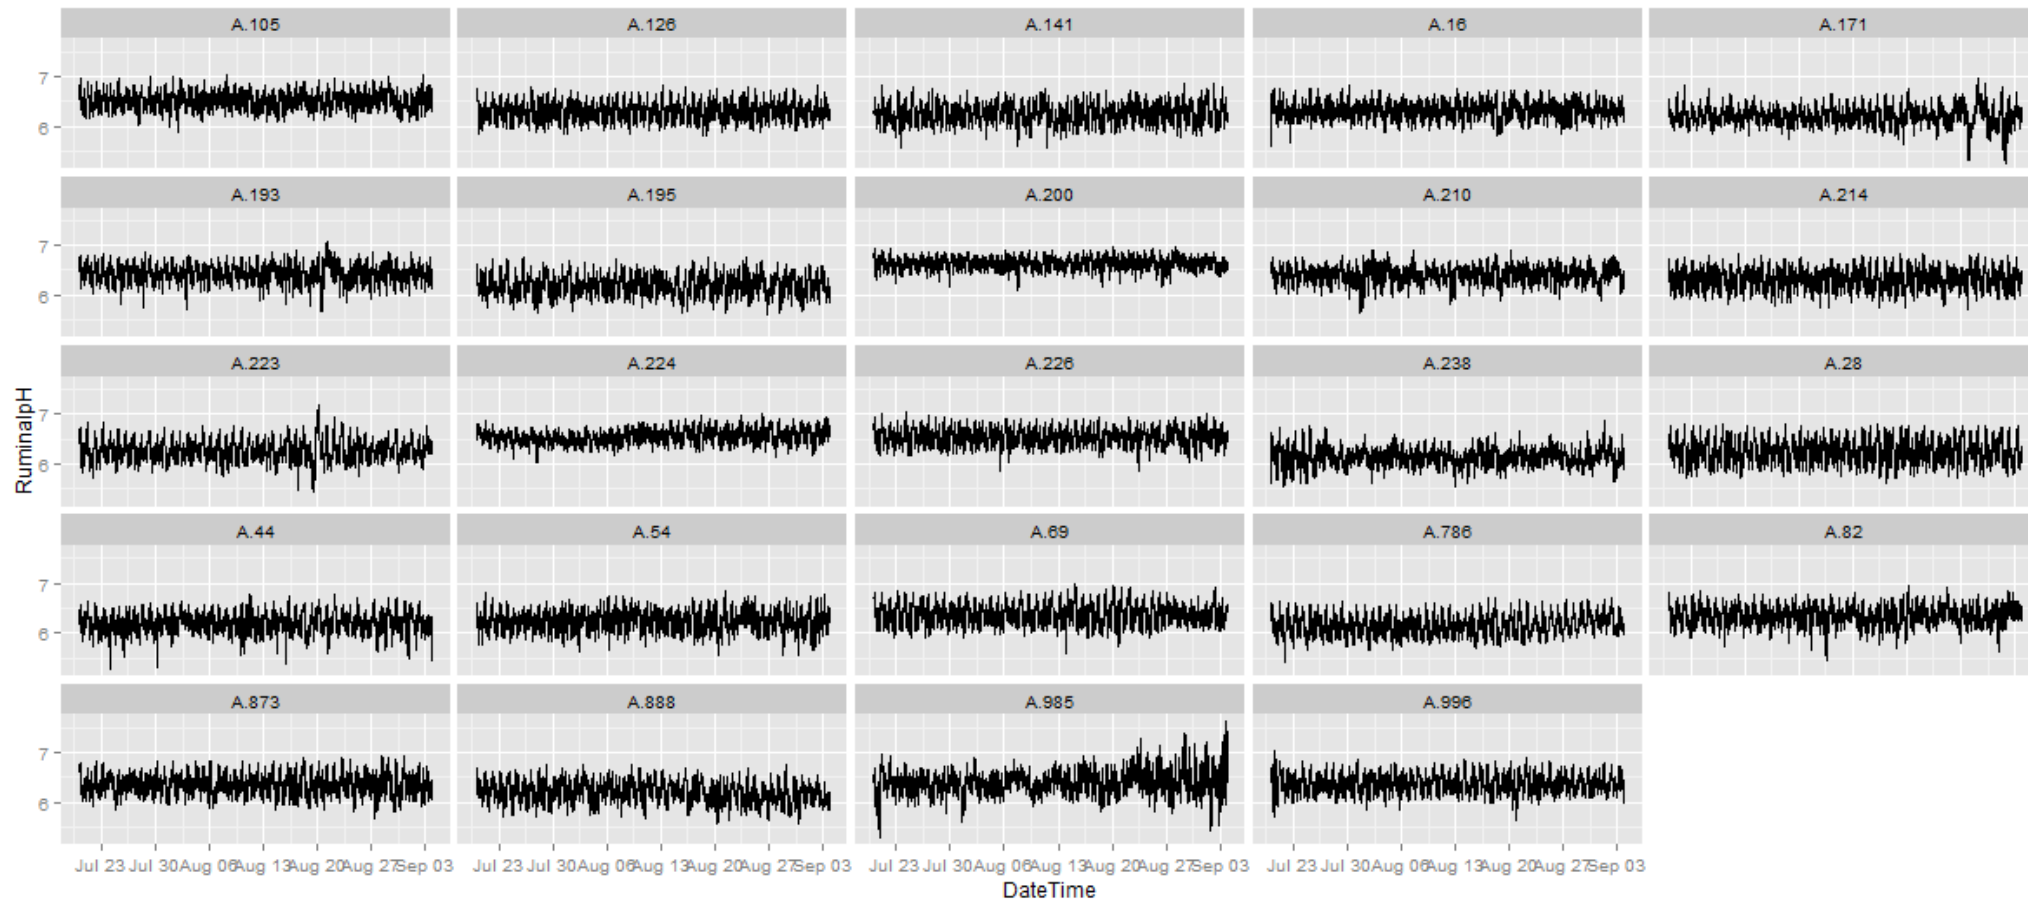 A.105 A.126 A.141 A.16 A.171
7
6
A.193 A.195 A.200 A.210 A.214
7
6
A.223 A.224 A.226 A.238 A.28
7
6
RuminalpH
A.44 A.54 A.69 A.786 A.82
7
6
A.873 A.888 A.985 A.996
7
6
Jul 23 Jul 30 Aug 06 Aug 13 Aug 20 Aug 27 Sep 03 Jul 23 Jul 30 Aug 06 Aug 13 Aug 20 Aug 27 Sep 03 Jul 23 Jul 30 Aug 06 Aug 13 Aug 20 Aug 27 Sep 03 Jul 23 Jul 30 Aug 06 Aug 13 Aug 20 Aug 27 Sep 03
DateTime